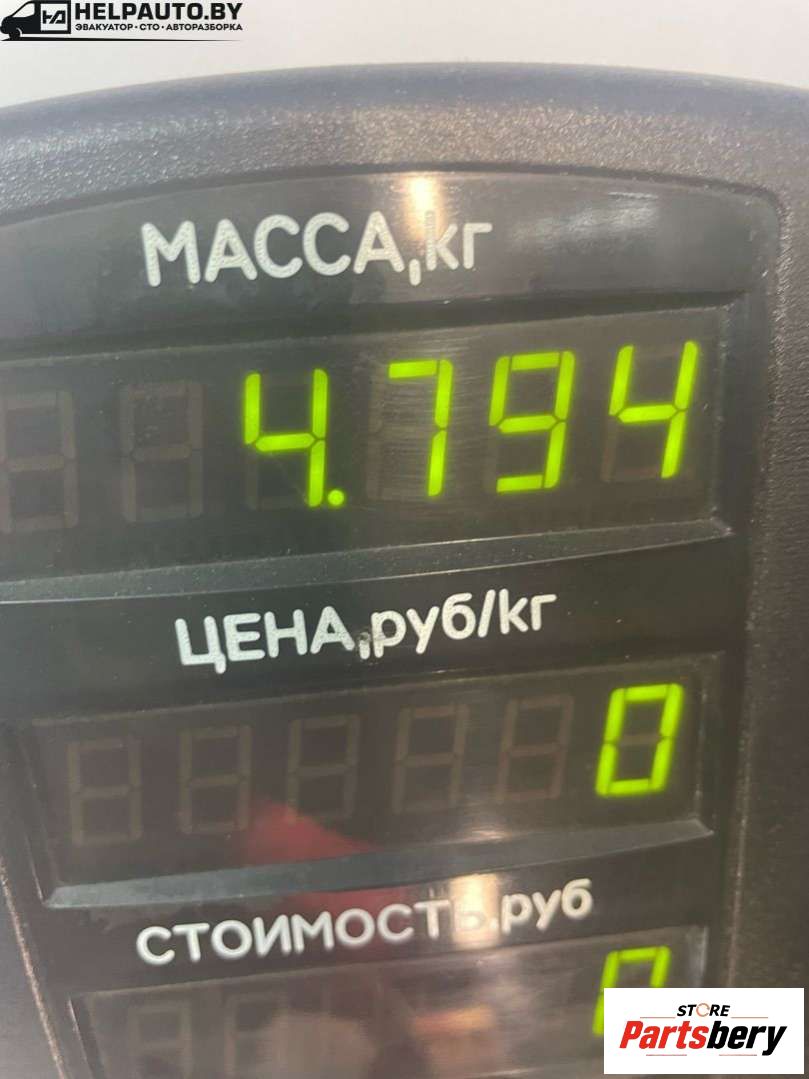 HELPAUTO.BY
ЭВАКУАТОР • СТО • АВТОРАЗБОРКА
МАССА,кг
4.794
ЦЕНА,руб/кг
0
СТОИМОСТЬ,руб
STORE
Partsbery